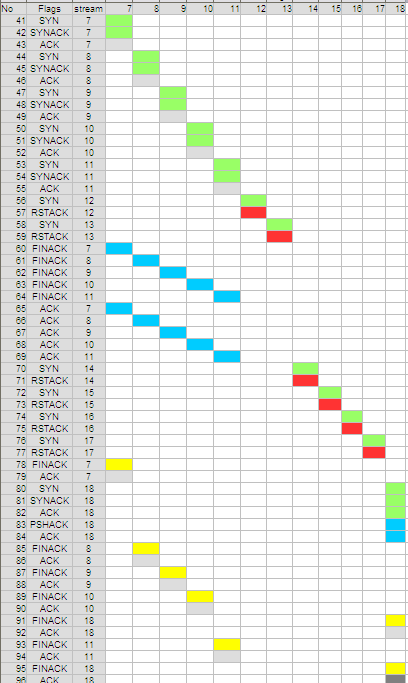 No Flags stream 7 8 9 10 11 12 13 14 15 16 17 18
41 SYN 7
42 SYNACK 7
43 ACK 7
44 SYN 8
45 SYNACK 8
46 ACK 8
47 SYN 9
48 SYNACK 9
49 ACK 9
50 SYN 10
51 SYNACK 10
52 ACK 10
53 SYN 11
54 SYNACK 11
55 ACK 11
56 SYN 12
57 RSTACK 12
58 SYN 13
59 RSTACK 13
60 FINACK 7
61 FINACK 8
62 FINACK 9
63 FINACK 10
64 FINACK 11
65 ACK 7
66 ACK 8
67 ACK 9
68 ACK 10
69 ACK 11
70 SYN 14
71 RSTACK 14
72 SYN 15
73 RSTACK 15
74 SYN 16
75 RSTACK 16
76 SYN 17
77 RSTACK 17
78 FINACK 7
79 ACK 7
80 SYN 18
81 SYNACK 18
82 ACK 18
83 PSHACK 18
84 ACK 18
85 FINACK 8
86 ACK 8
87 FINACK 9
88 ACK 9
89 FINACK 10
90 ACK 10
91 FINACK 18
92 ACK 18
93 FINACK 11
94 ACK 11
95 FINACK 18
96 ACK 18